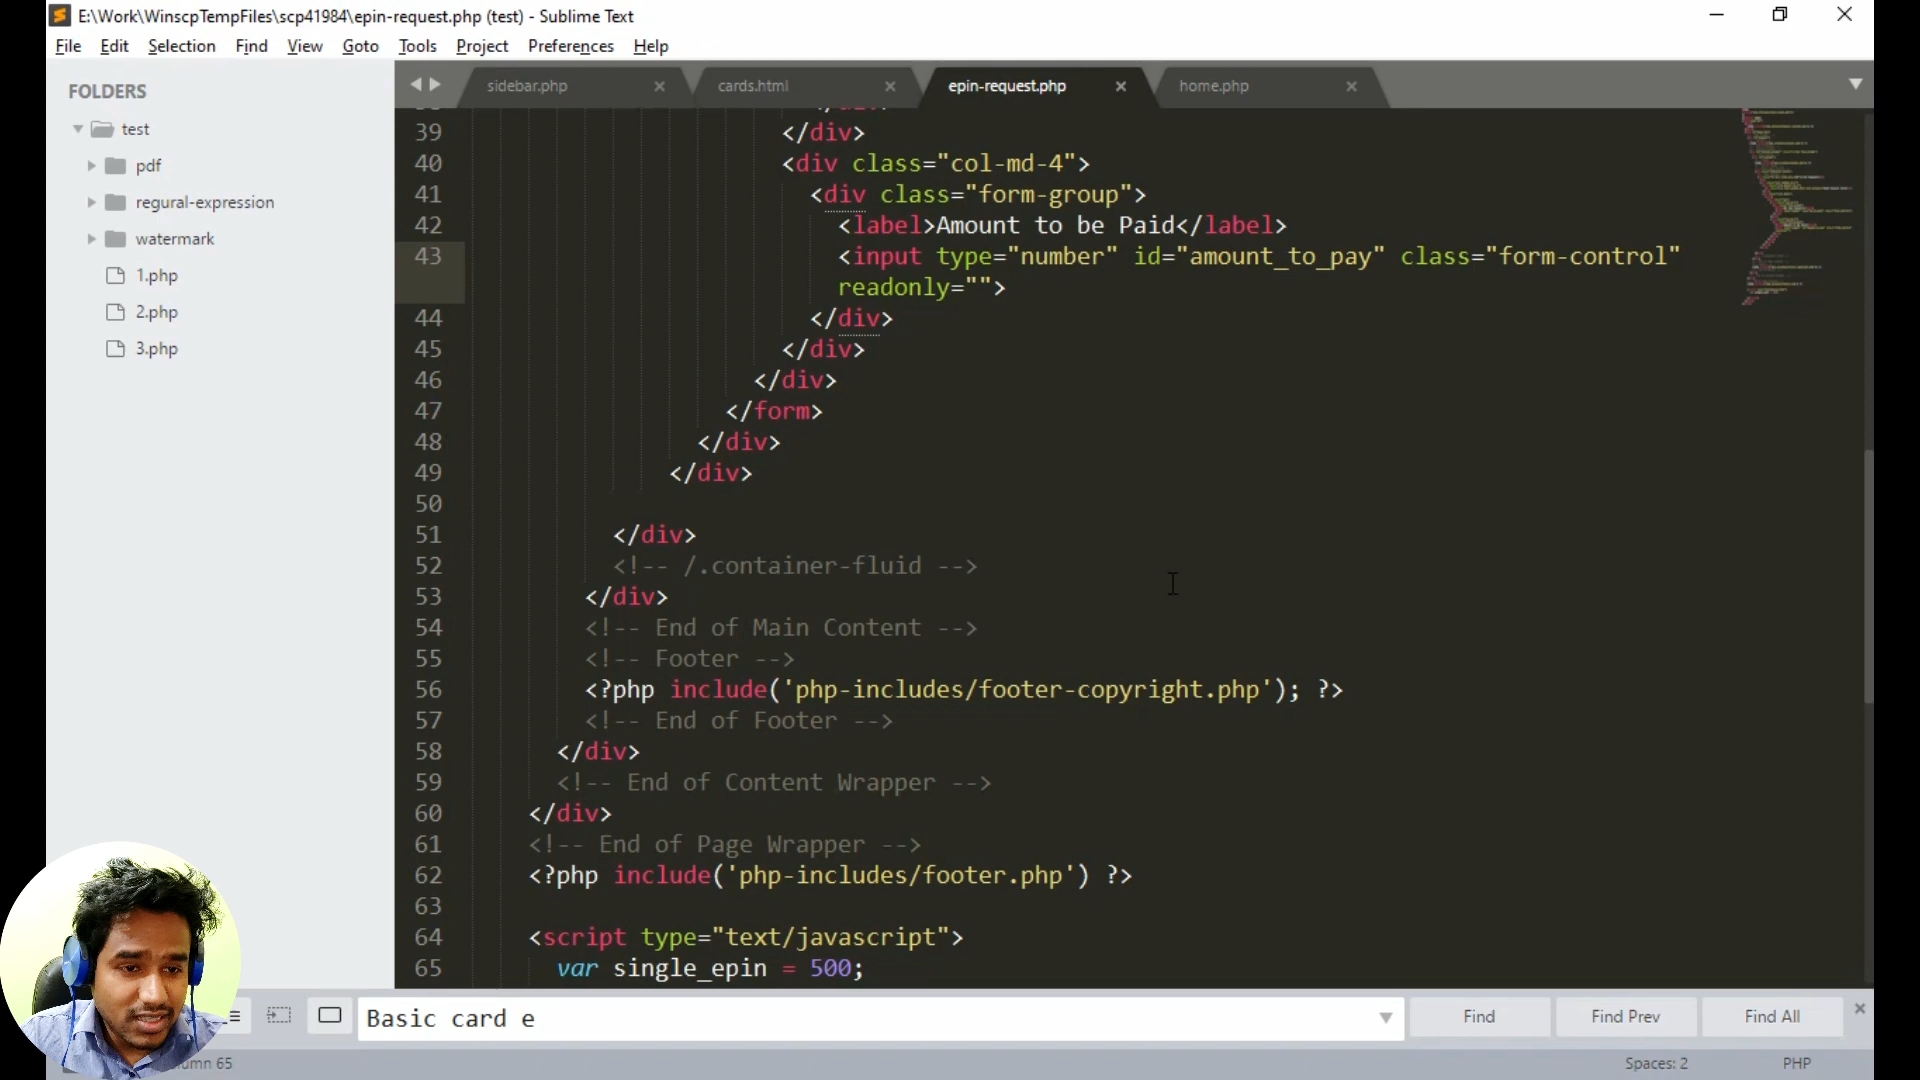 E:\Work\WinscpTempFiles\scp41984\epin-request.php (test) - Sublime Text
File Edit Selection Find View Goto Tools Project Preferences Help
FOLDERS
test
pdf
regural-expression
watermark
1.php
2.php
3.php
sidebar.php cards.html epin-request.php home.php
39 </div>
40 <div class="col-md-4">
41 <div class="form-group">
42 <label>Amount to be Paid</label>
43 <input type="number" id="amount_to_pay" class="form-control"
readonly="">
44 </div>
45 </div>
46 </div>
47 </form>
48 </div>
49 </div>
50
51 </div>
52 <!-- /.container-fluid -->
53 </div>
54 <!-- End of Main Content -->
55 <!-- Footer -->
56 <?php include('php-includes/footer-copyright.php'); ?>
57 <!-- End of Footer -->
58 </div>
59 <!-- End of Content Wrapper -->
60 </div>
61 <!-- End of Page Wrapper -->
62 <?php include('php-includes/footer.php') ?>
63
64 <script type="text/javascript">
65 var single_epin = 500;
Basic card e
Find Find Prev Find All
65 Spaces: 2 PHP